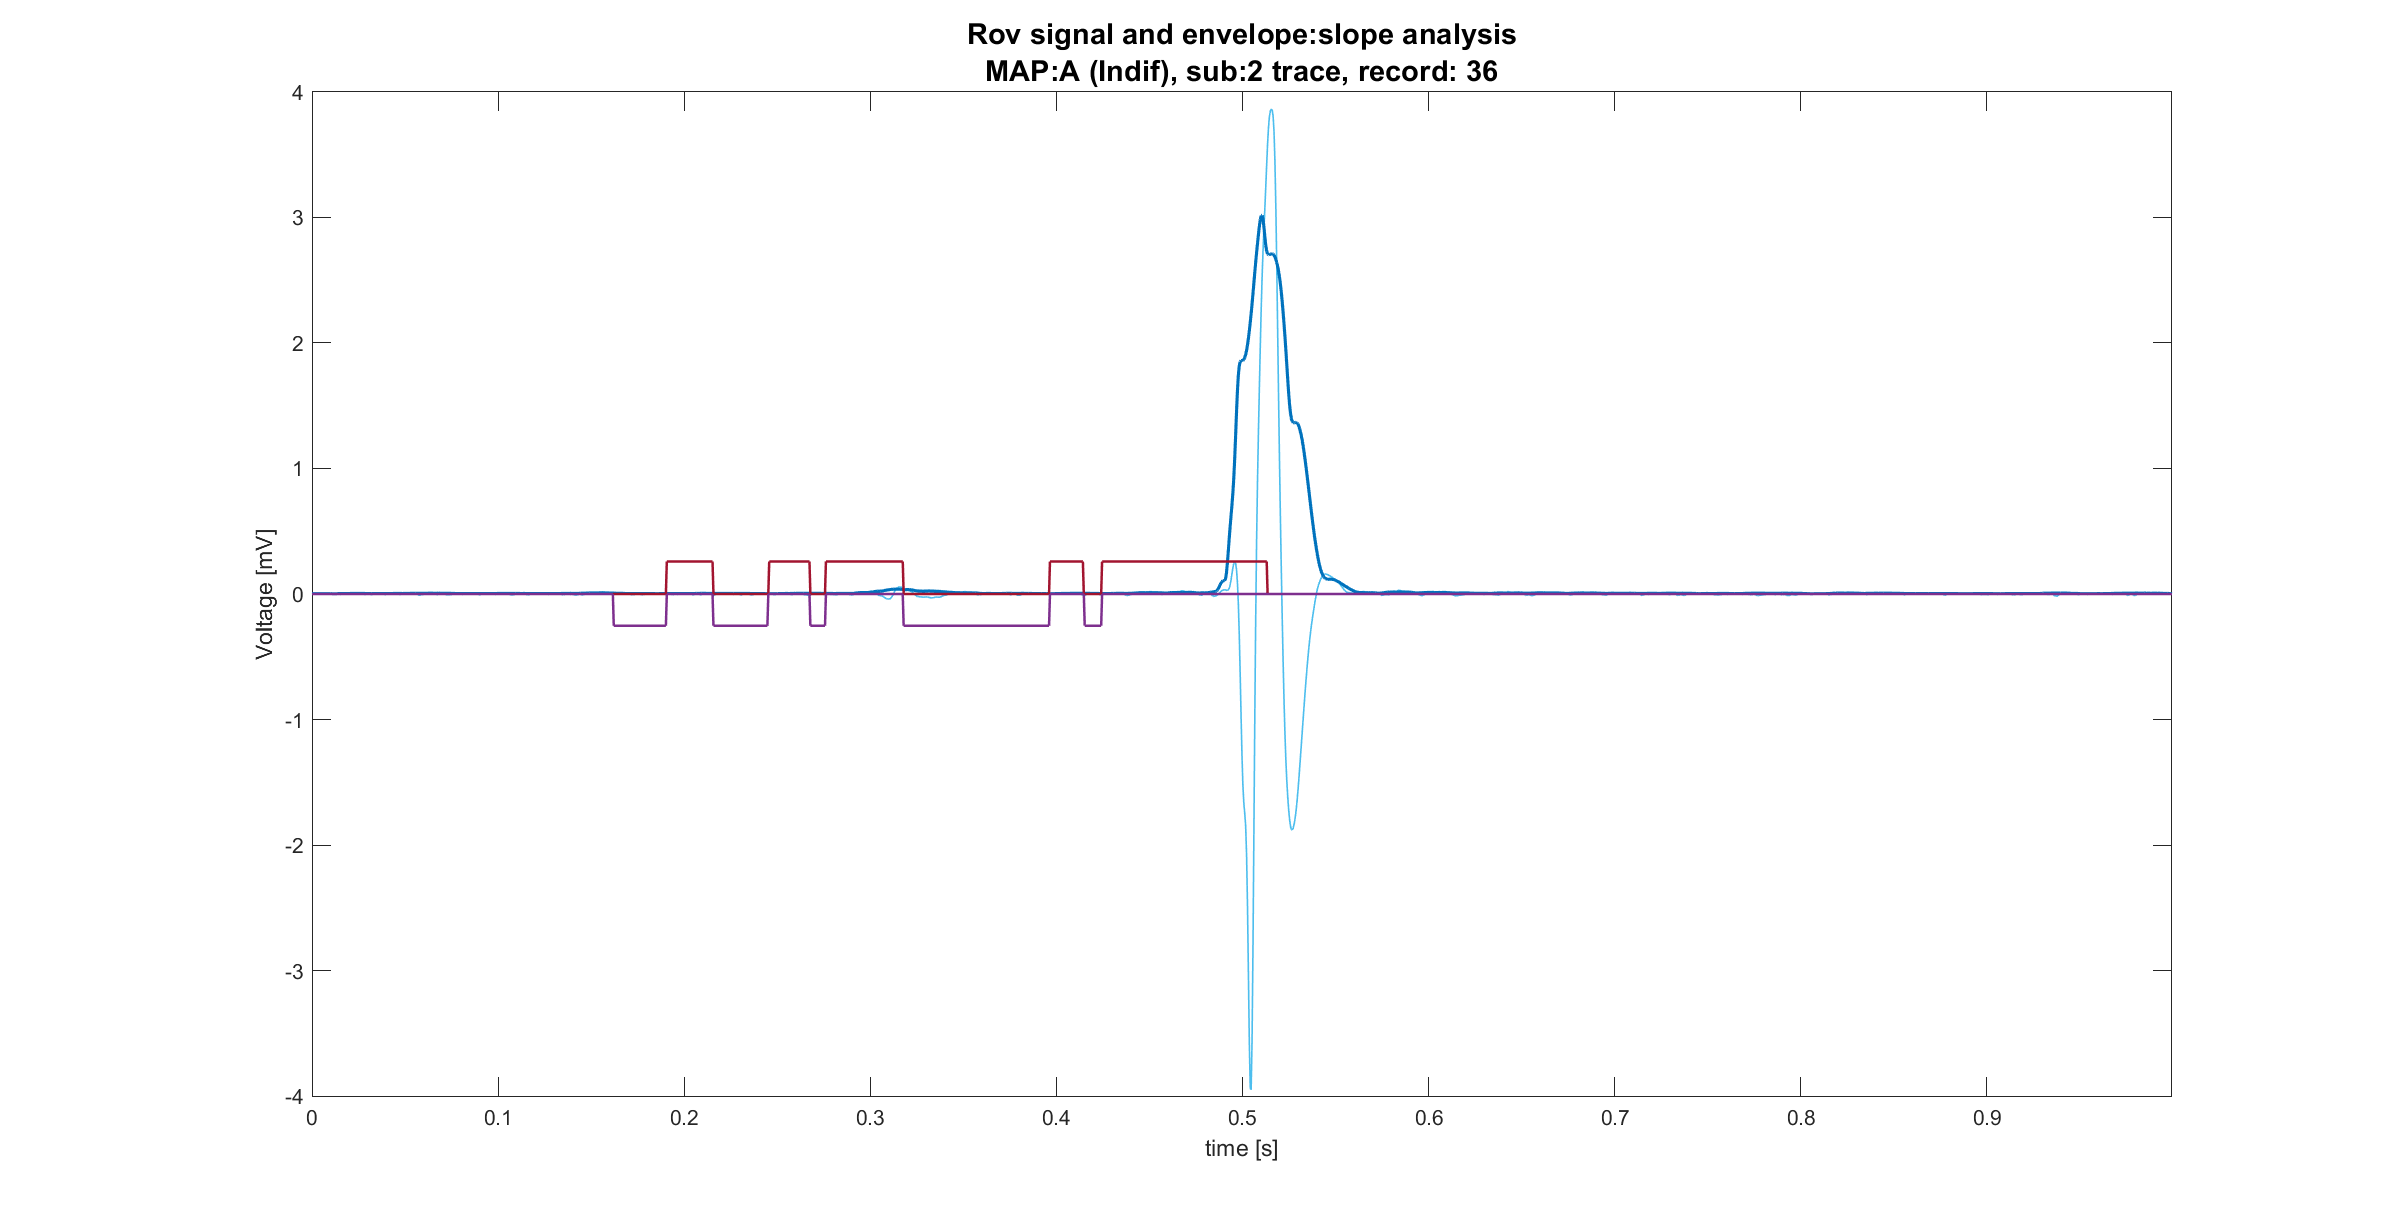 Rov signal and envelope:slope analysis
MAP:A (Indif), sub:2 trace, record: 36
4
3
2
1
0
-1
-2
-3
-4
Voltage [mV]
0 0.1 0.2 0.3 0.4 0.5 0.6 0.7 0.8 0.9
time [s]